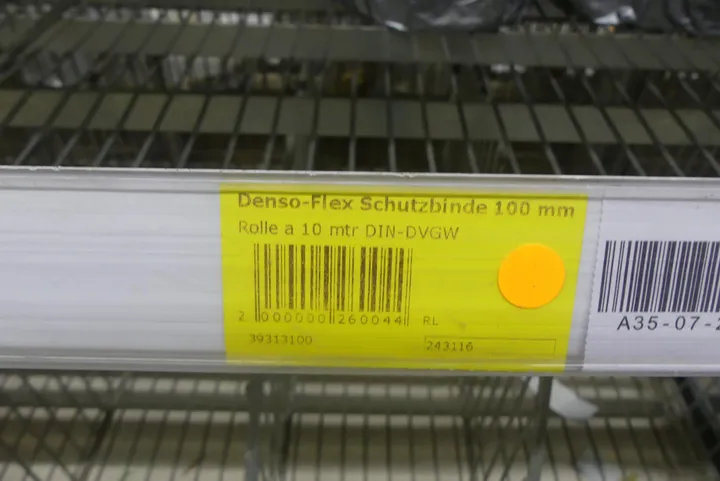 Denso-Flex Schutzbinde 100 mm
Rolle a 10 mtr DIN-DVGW
2 000000 260044 RL
39313100 243116
A35-07-2